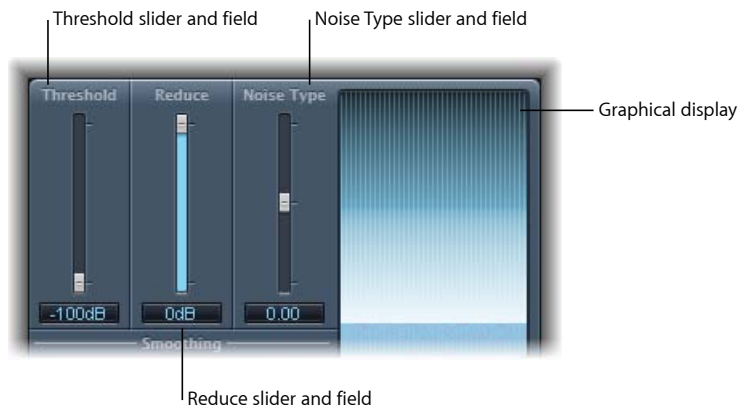 Threshold slider and field
Noise Type slider and field
Threshold
Reduce
Noise Type
Graphical display
-100dB
0dB
0.00
Smoothing
Reduce slider and field